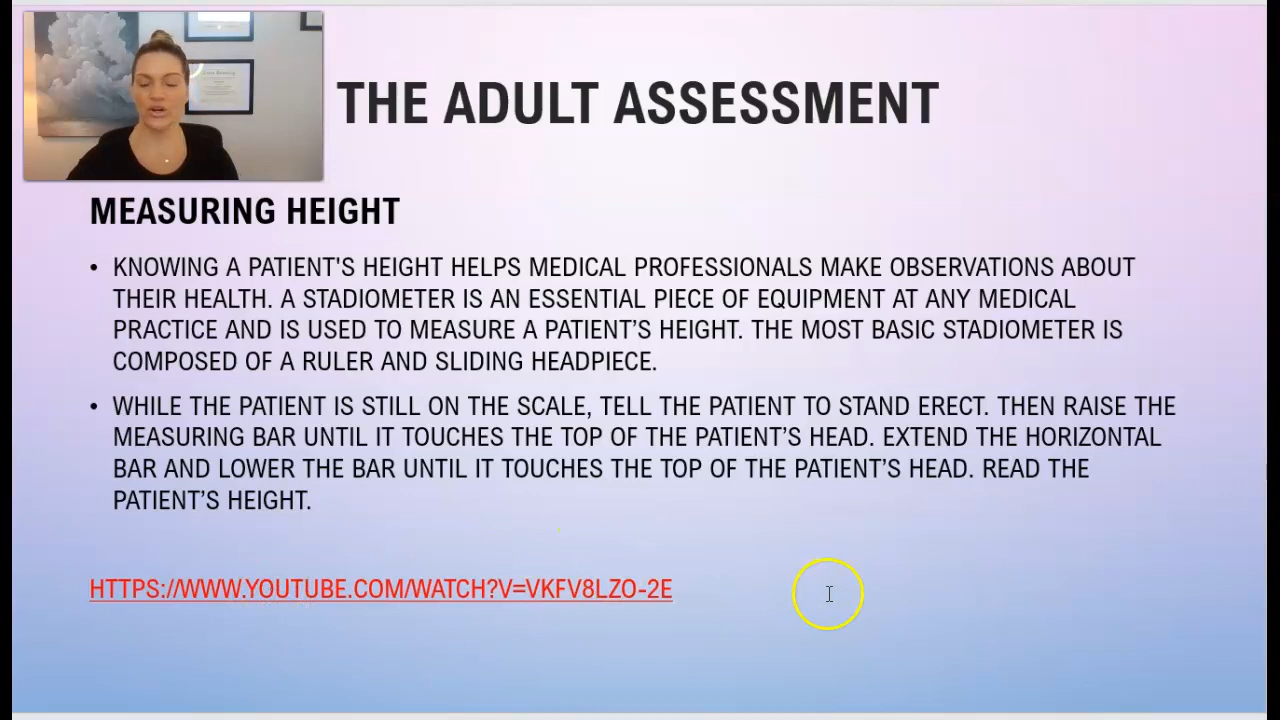 THE ADULT ASSESSMENT
MEASURING HEIGHT
• KNOWING A PATIENT'S HEIGHT HELPS MEDICAL PROFESSIONALS MAKE OBSERVATIONS ABOUT
THEIR HEALTH. A STADIOMETER IS AN ESSENTIAL PIECE OF EQUIPMENT AT ANY MEDICAL
PRACTICE AND IS USED TO MEASURE A PATIENT’S HEIGHT. THE MOST BASIC STADIOMETER IS
COMPOSED OF A RULER AND SLIDING HEADPIECE.
• WHILE THE PATIENT IS STILL ON THE SCALE, TELL THE PATIENT TO STAND ERECT. THEN RAISE THE
MEASURING BAR UNTIL IT TOUCHES THE TOP OF THE PATIENT’S HEAD. EXTEND THE HORIZONTAL
BAR AND LOWER THE BAR UNTIL IT TOUCHES THE TOP OF THE PATIENT’S HEAD. READ THE
PATIENT’S HEIGHT.
HTTPS://WWW.YOUTUBE.COM/WATCH?V=VKFV8LZO-2E